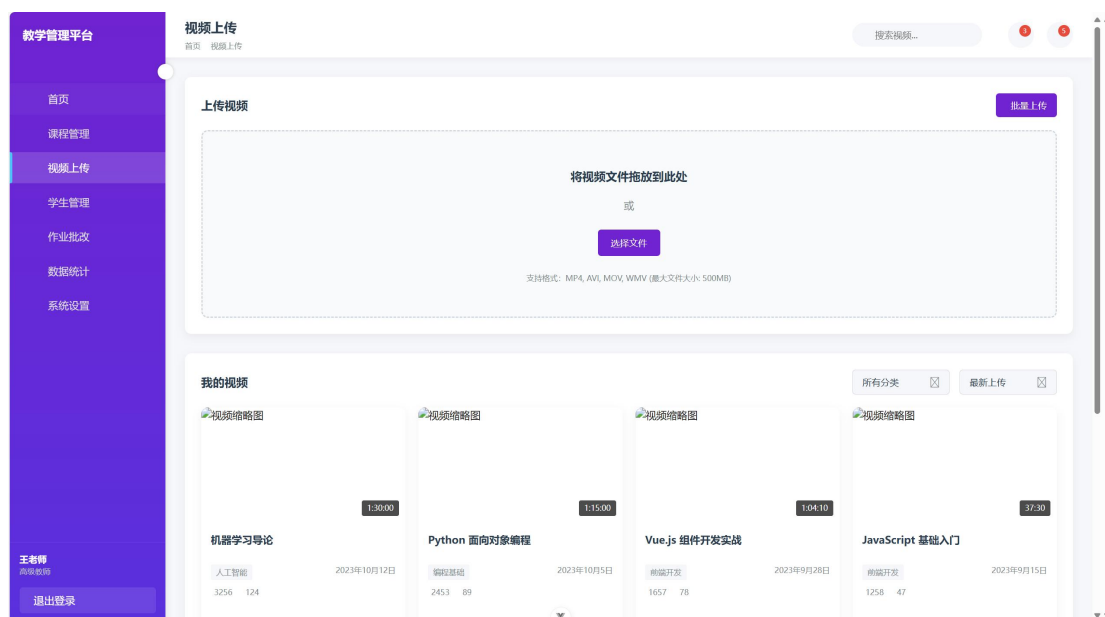 教学管理平台
首页
课程管理
视频上传
学生管理
作业批改
数据统计
系统设置
王老师
高级教师
退出登录
视频上传
首页 视频上传
搜索视频...
3
5
上传视频
批量上传
将视频文件拖放到此处
或
选择文件
支持格式: MP4, AVI, MOV, WMV (最大文件大小: 500MB)
我的视频
所有分类
最新上传
视频缩略图
1:30:00
机器学习导论
人工智能 2023年10月12日
3256 124
视频缩略图
1:15:00
Python 面向对象编程
编程基础 2023年10月5日
2453 89
视频缩略图
1:04:10
Vue.js 组件开发实战
前端开发 2023年9月28日
1657 78
视频缩略图
37:30
JavaScript 基础入门
前端开发 2023年9月15日
1258 47